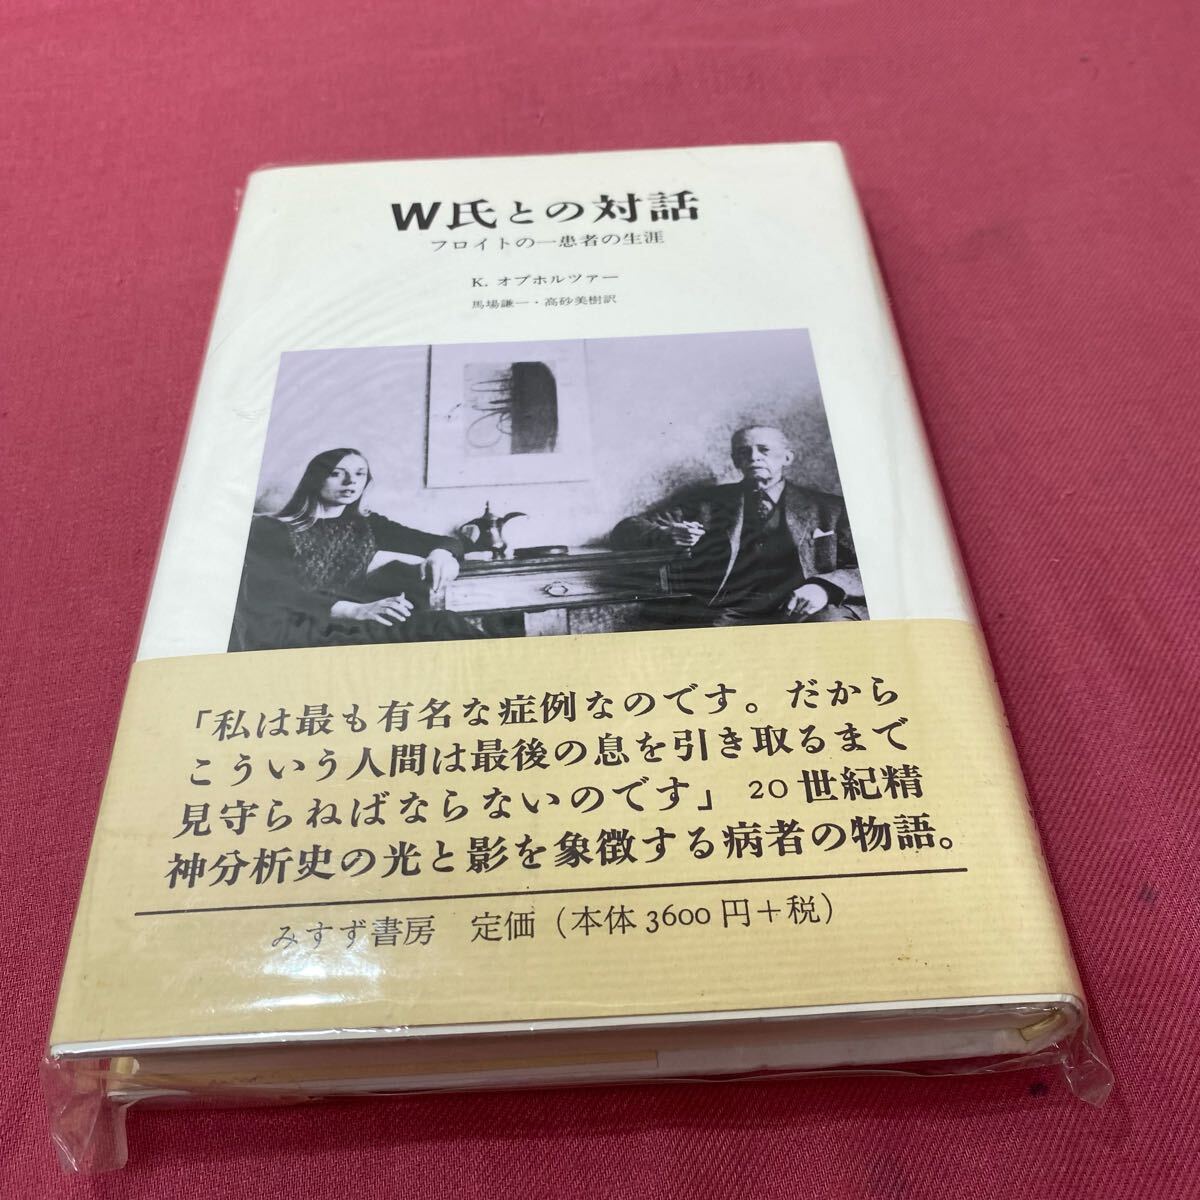 W氏との対話
フロイトの一患者の生涯
K. オブホルツァー
馬場謙一・高砂美樹訳
「私は最も有名な症例なのです。だから
こういう人間は最後の息を引き取るまで
見守らねばならないのです」 20世紀精
神分析史の光と影を象徴する病者の物語。
みすず書房 定価 (本体3600円+税)